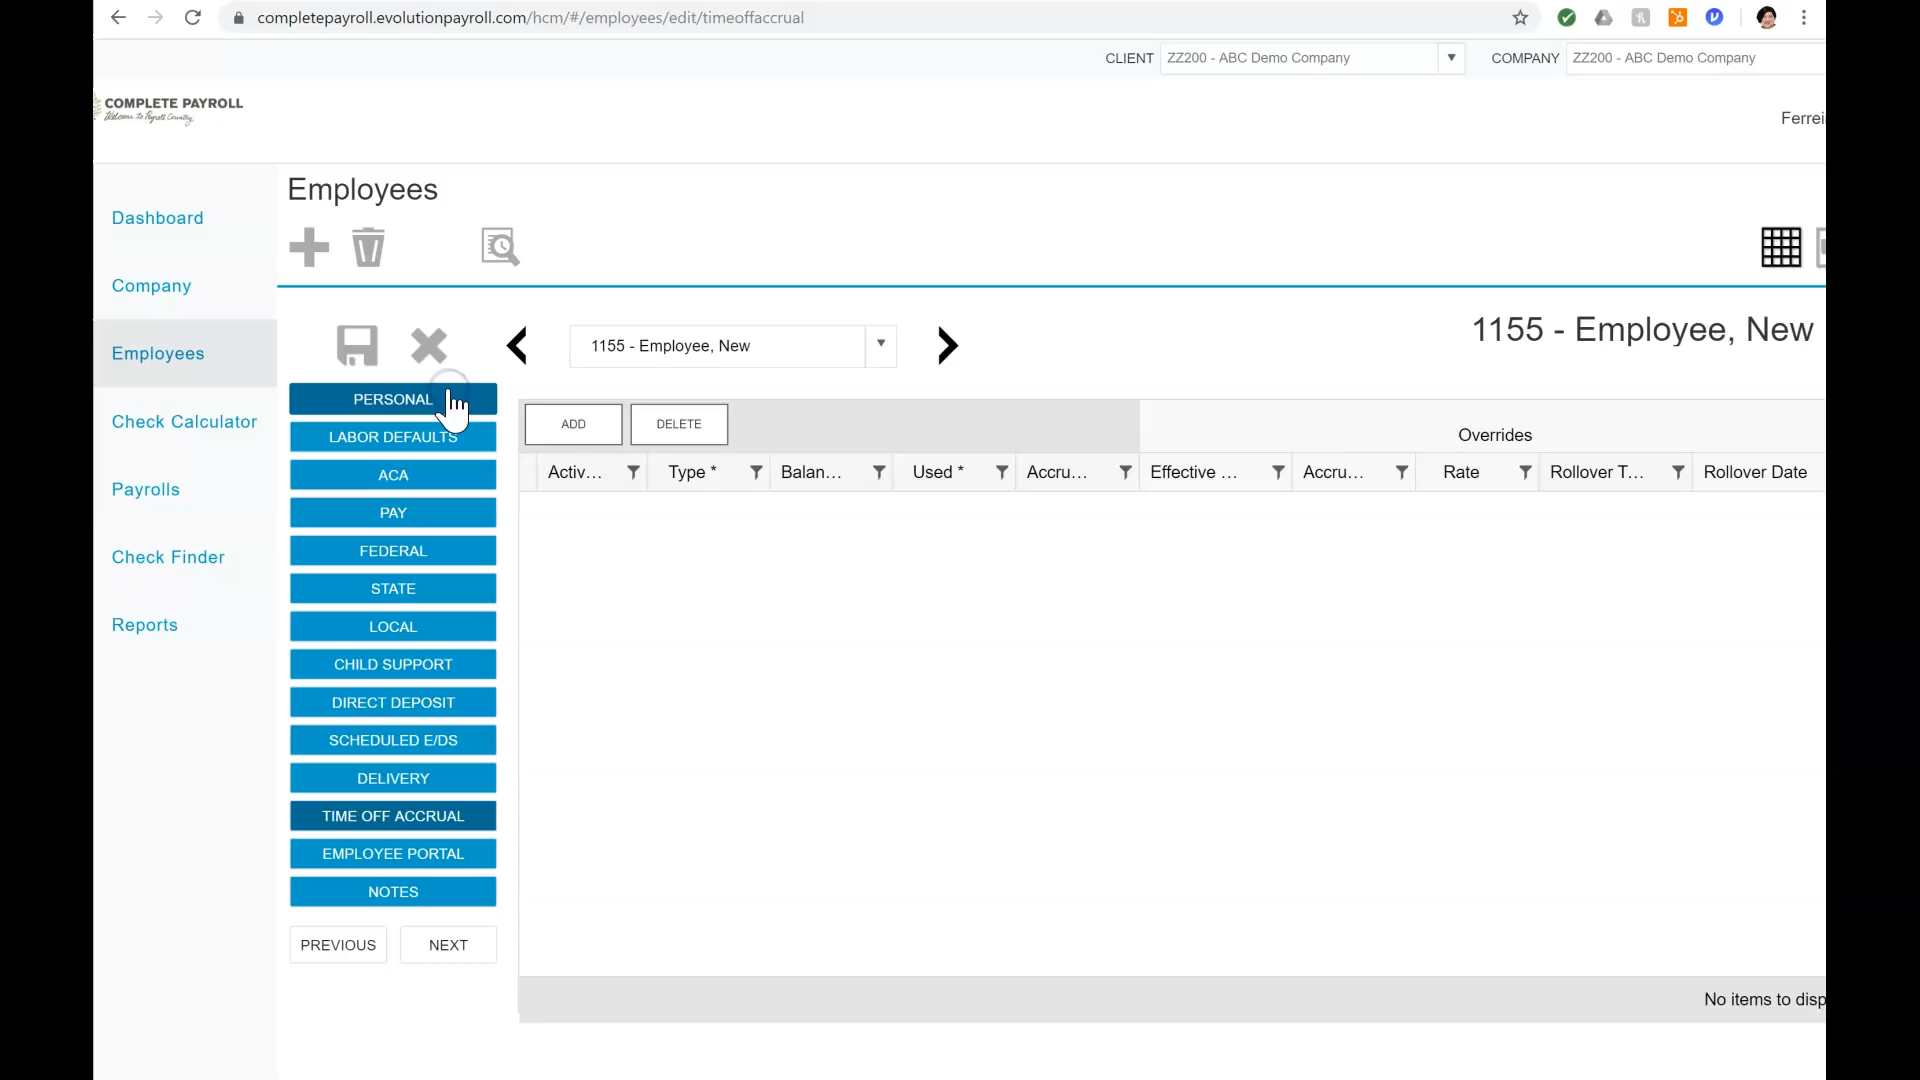 completepayroll.evolutionpayroll.com/hcm/#/employees/edit/timeoffaccrual
CLIENT ZZ200 - ABC Demo Company COMPANY ZZ200 - ABC Demo Company
COMPLETE PAYROLL
Welcome to Payroll Country
Ferrei
Employees
Dashboard
Company
Employees
Check Calculator
Payrolls
Check Finder
Reports
1155 - Employee, New
1155 - Employee, New
PERSONAL
LABOR DEFAULTS
ACA
PAY
FEDERAL
STATE
LOCAL
CHILD SUPPORT
DIRECT DEPOSIT
SCHEDULED E/DS
DELIVERY
TIME OFF ACCRUAL
EMPLOYEE PORTAL
NOTES
PREVIOUS NEXT
ADD DELETE
Overrides
Activ... Type * Balan... Used * Accru... Effective ... Accru... Rate Rollover T... Rollover Date
No items to disp